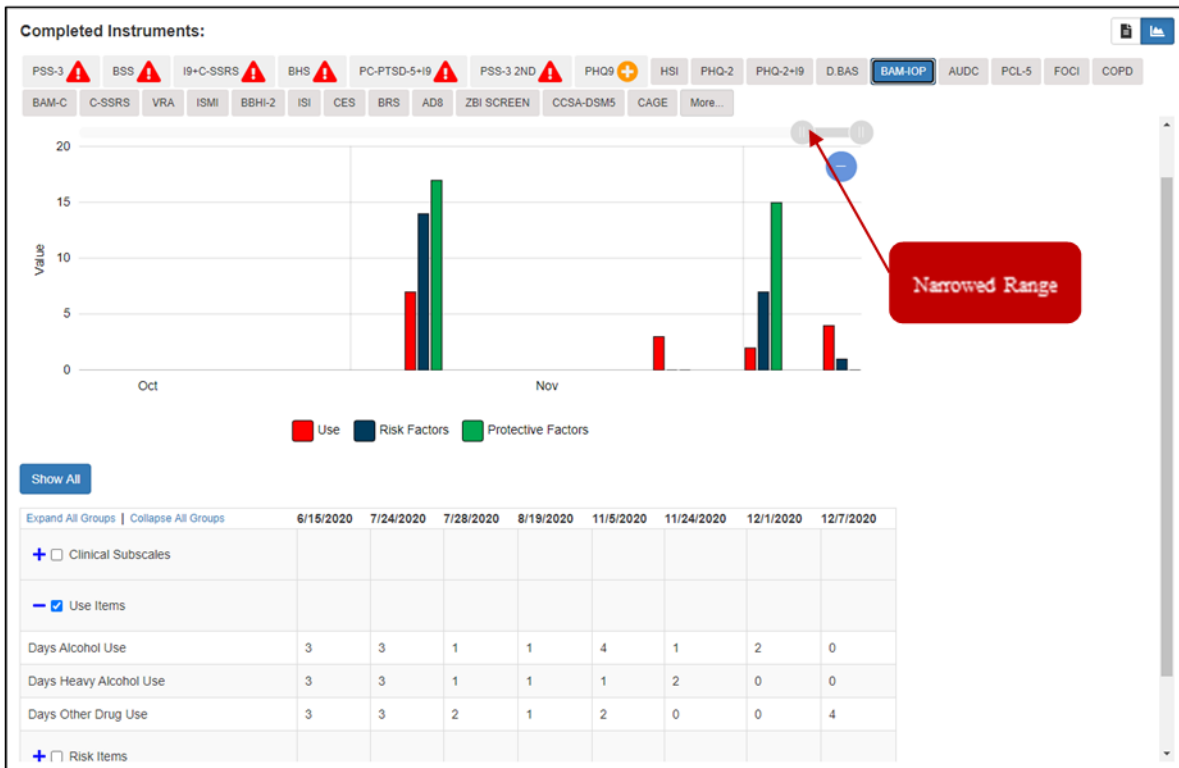 Completed Instruments:
PSS-3 BSS I9+C-SSRS BHS PC-PTSD-5+I9 PSS-3 2ND PHQ9 HSI PHQ-2 PHQ-2+I9 D.BAS BAM-IOP AUDC PCL-5 FOCI COPD
BAM-C C-SSRS VRA ISMI BBHI-2 ISI CES BRS AD8 ZBI SCREEN CCSA-DSM5 CAGE More...
20
15
10
5
0
Value
Oct Nov
Narrowed Range
Use Risk Factors Protective Factors
Show All
Expand All Groups | Collapse All Groups 6/15/2020 7/24/2020 7/28/2020 8/19/2020 11/5/2020 11/24/2020 12/1/2020 12/7/2020
Clinical Subscales
Use Items
Days Alcohol Use 3 3 1 1 4 1 2 0
Days Heavy Alcohol Use 3 3 1 1 1 2 0 0
Days Other Drug Use 3 3 2 1 2 0 0 4
Risk Items